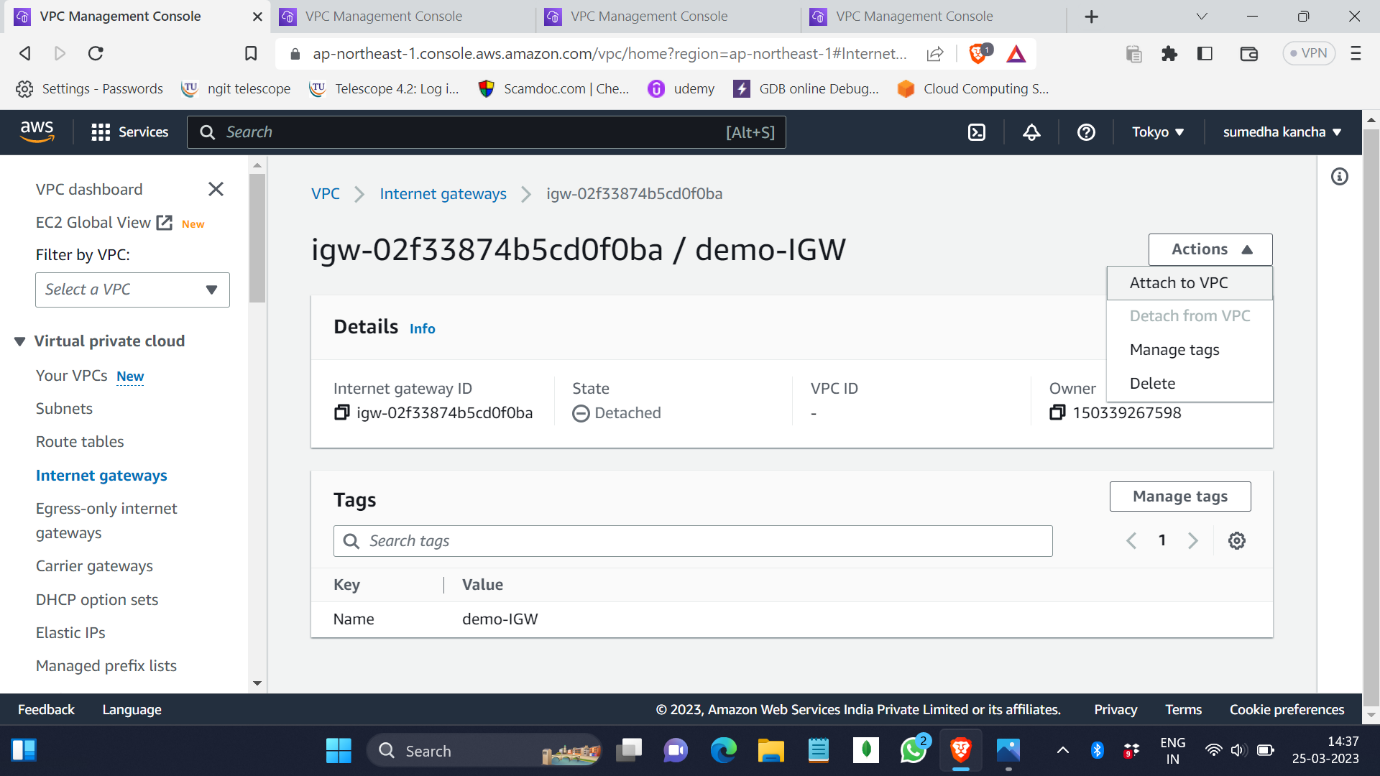 VPC Management Console
VPC Management Console
VPC Management Console
VPC Management Console
ap-northeast-1.console.aws.amazon.com/vpc/home?region=ap-northeast-1#Internet...
1
VPN
Settings - Passwords
TU
ngit telescope
TU
Telescope 4.2: Log i...
Scamdoc.com | Che...
udemy
GDB online Debug...
Cloud Computing S...
aws
Services
Search
[Alt+S]
Tokyo
sumedha kancha
VPC dashboard
EC2 Global View New
Filter by VPC:
Select a VPC
Virtual private cloud
Your VPCs New
Subnets
Route tables
Internet gateways
Egress-only internet
gateways
Carrier gateways
DHCP option sets
Elastic IPs
Managed prefix lists
VPC
Internet gateways
igw-02f33874b5cd0f0ba
igw-02f33874b5cd0f0ba / demo-IGW
Actions
Attach to VPC
Detach from VPC
Manage tags
Delete
Details Info
Internet gateway ID
igw-02f33874b5cd0f0ba
State
Detached
VPC ID
-
Owner
150339267598
Tags
Manage tags
Search tags
1
Key Value
Name demo-IGW
Feedback
Language
© 2023, Amazon Web Services India Private Limited or its affiliates.
Privacy
Terms
Cookie preferences
Search
2
9
ENG
IN
14:37
25-03-2023